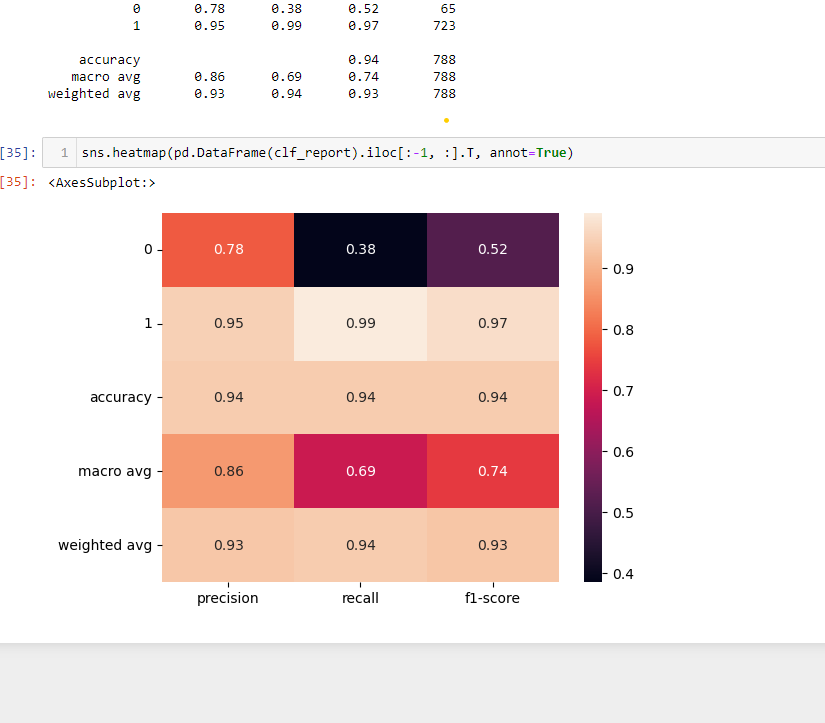 0 0.78 0.38 0.52 65
1 0.95 0.99 0.97 723
accuracy 0.94 788
macro avg 0.86 0.69 0.74 788
weighted avg 0.93 0.94 0.93 788
[35]: 1 sns.heatmap(pd.DataFrame(clf_report).iloc[:-1, :].T, annot=True)
[35]: <AxesSubplot:>
0 0.78 0.38 0.52
0.9
1 0.95 0.99 0.97
0.8
accuracy 0.94 0.94 0.94
0.7
macro avg 0.86 0.69 0.74
0.6
0.5
weighted avg 0.93 0.94 0.93
0.4
precision recall f1-score